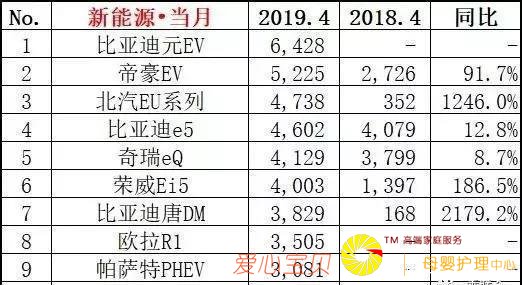 No. 新能源·当月 2019.4 2018.4 同比
1 比亚迪元EV 6,428 - -
2 帝豪EV 5,225 2,726 91.7%
3 北汽EU系列 4,738 352 1246.0%
4 比亚迪e5 4,602 4,079 12.8%
5 奇瑞eQ 4,129 3,799 8.7%
6 荣威Ei5 4,003 1,397 186.5%
7 比亚迪唐DM 3,829 168 2179.2%
8 欧拉R1 3,505 -
TM 高端家庭服务
9 帕萨特PHEV 3,081 - -
爱心宝贝 母婴护理中心